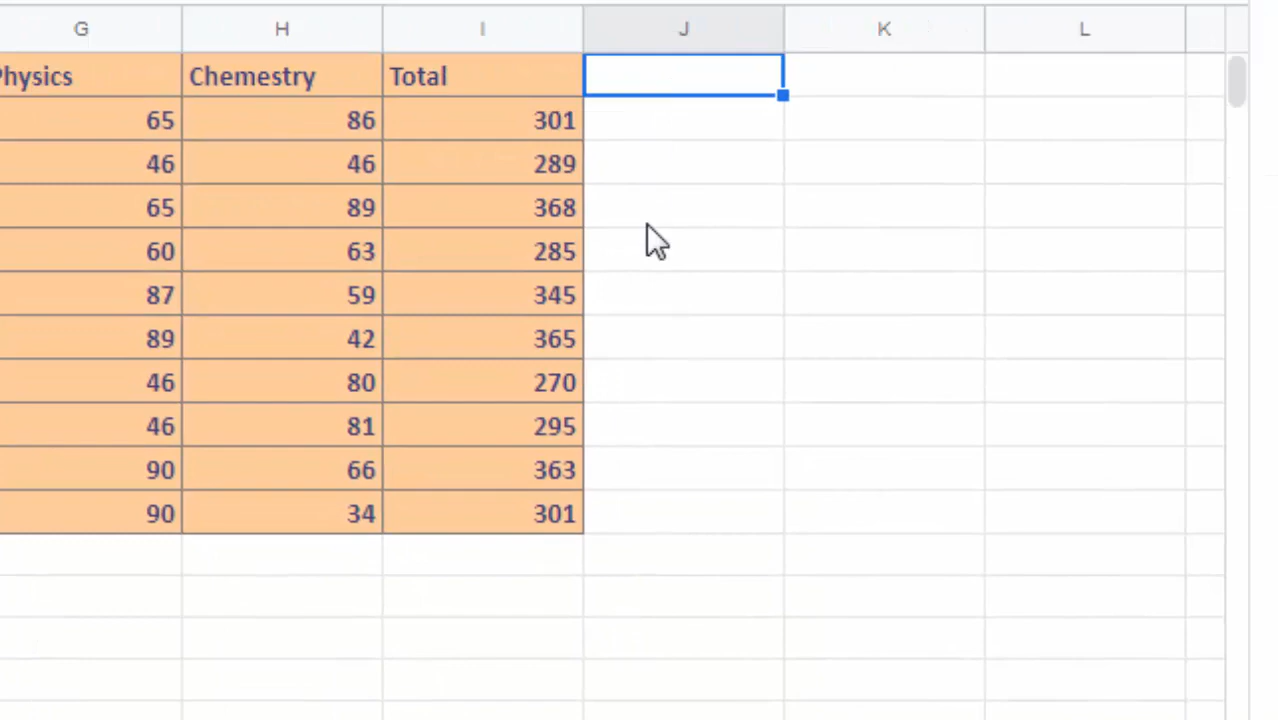 G H I J K L
Physics Chemestry Total
65 86 301
46 46 289
65 89 368
60 63 285
87 59 345
89 42 365
46 80 270
46 81 295
90 66 363
90 34 301